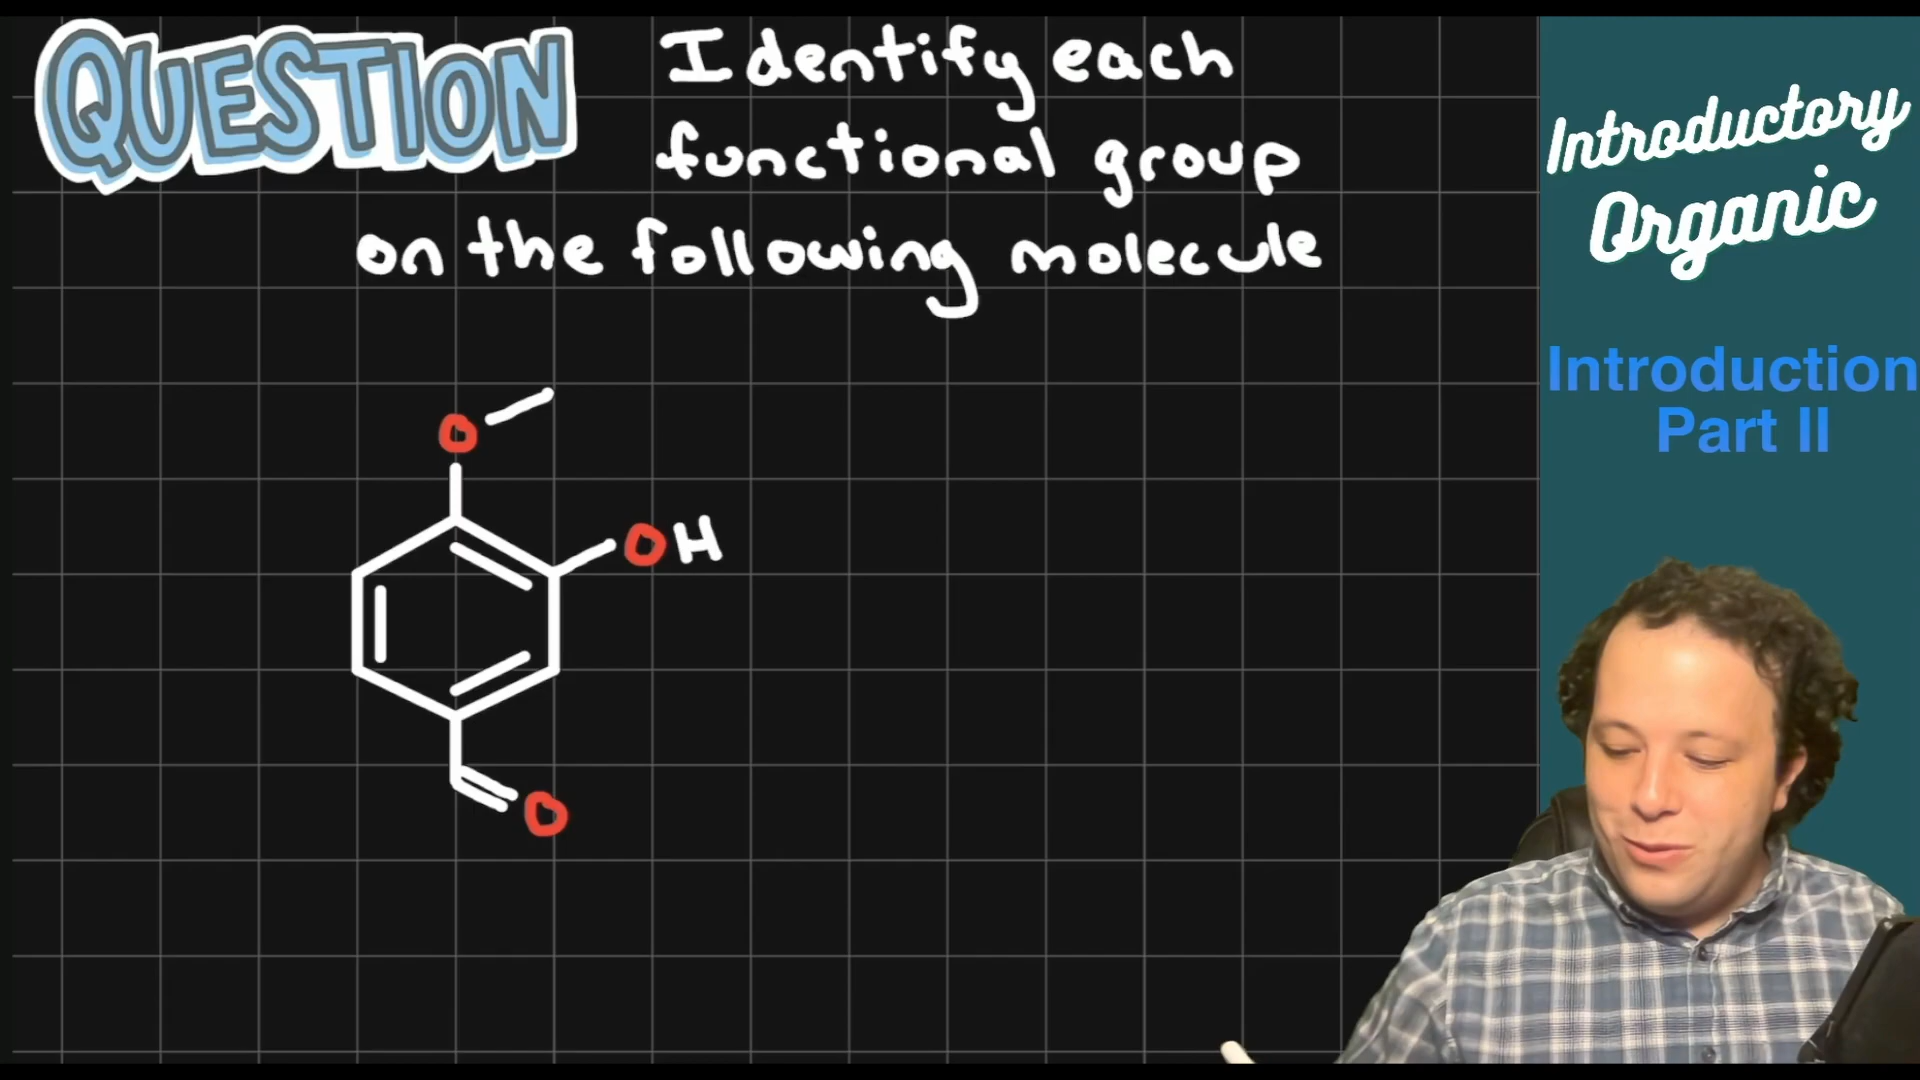 QUESTION
Identify each
functional group
on the following molecule
O
OH
O
Introductory
Organic
Introduction
Part II